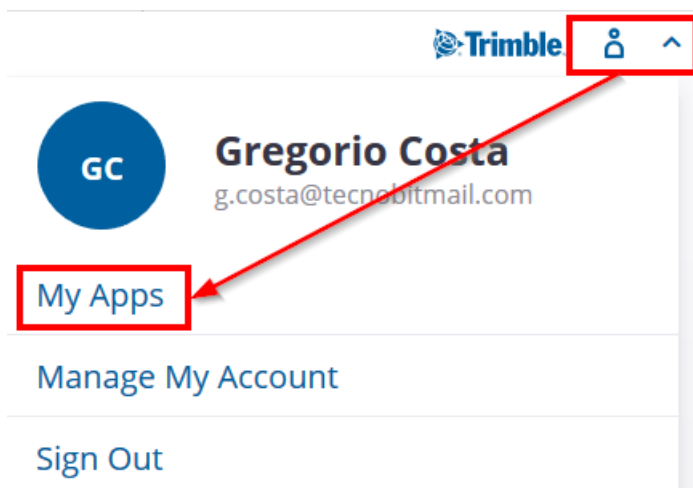 Trimble.
GC
Gregorio Costa
g.costa@tecnobitmail.com
My Apps
Manage My Account
Sign Out